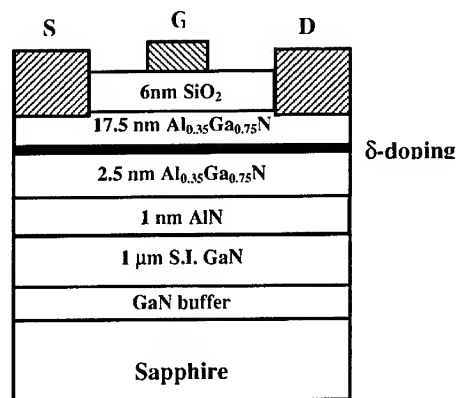 S G D
6nm SiO₂
17.5 nm Al₀.₃₅Ga₀.₇₅N
δ-doping
2.5 nm Al₀.₃₅Ga₀.₇₅N
1 nm AlN
1 μm S.I. GaN
GaN buffer
Sapphire